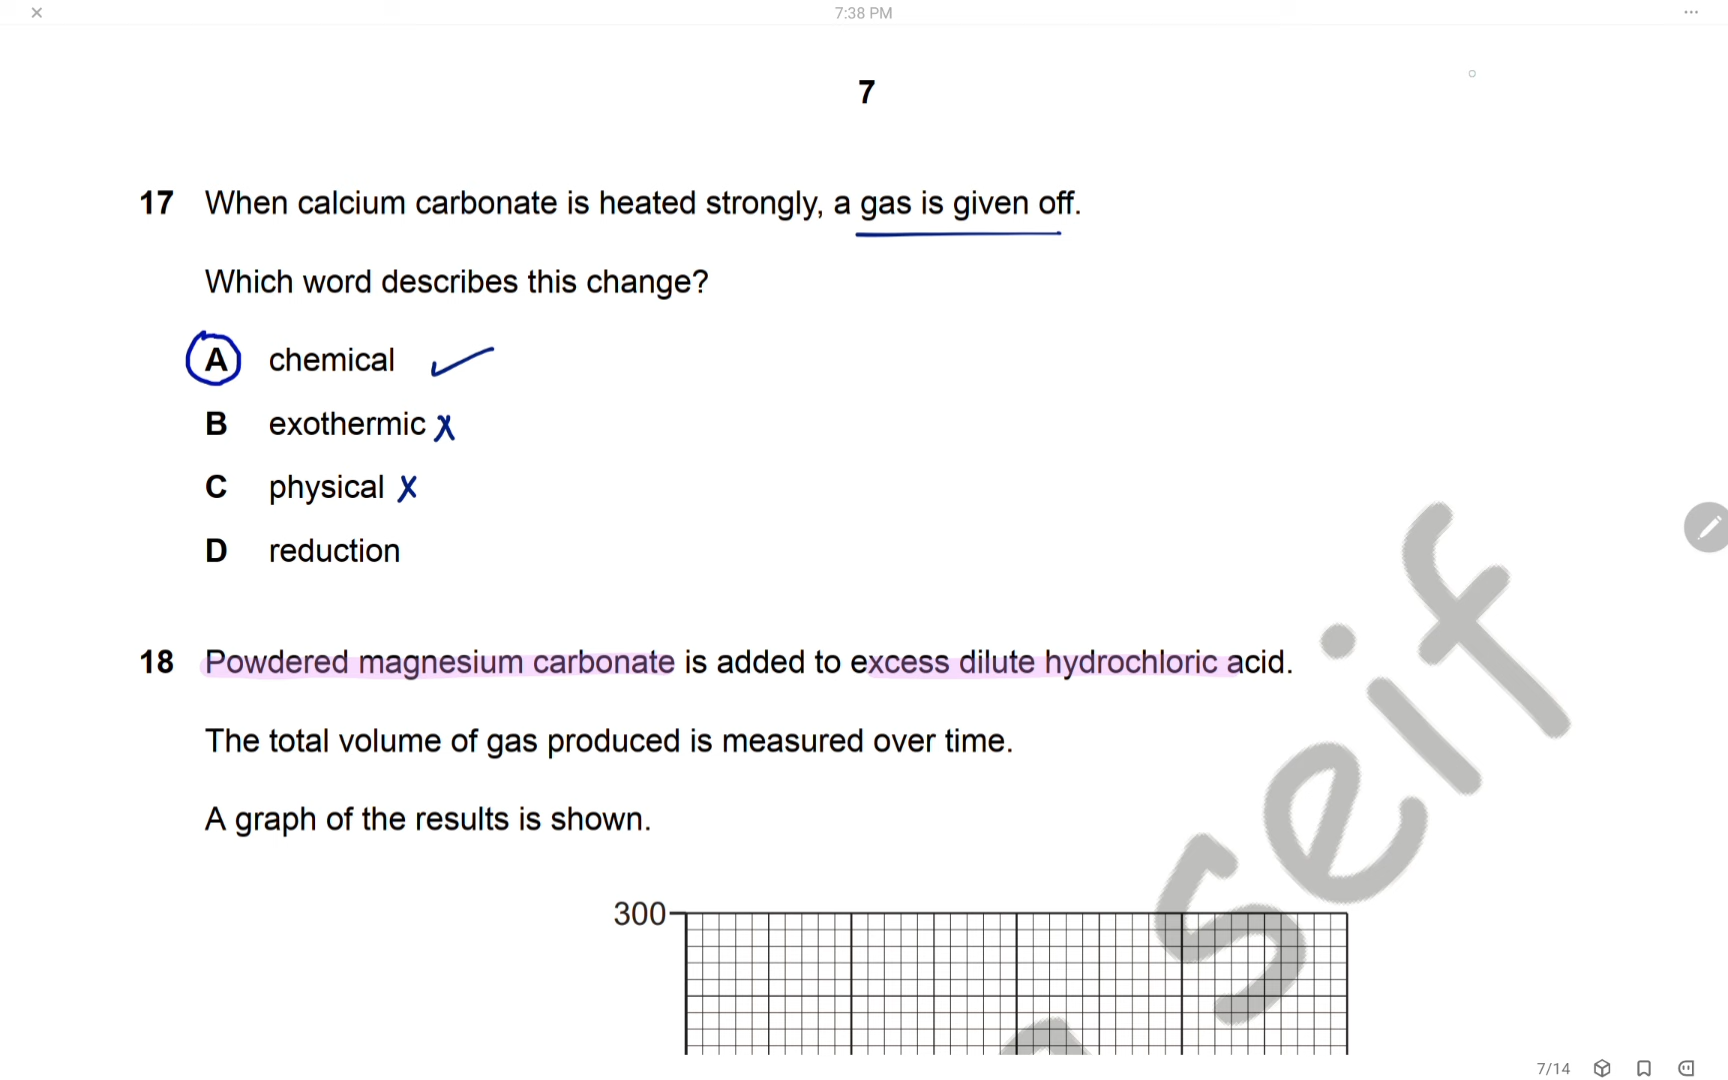 7:38 PM
7
17 When calcium carbonate is heated strongly, a gas is given off.
Which word describes this change?
A chemical
B exothermic X
C physical X
D reduction
18 Powdered magnesium carbonate is added to excess dilute hydrochloric acid.
The total volume of gas produced is measured over time.
A graph of the results is shown.
300
seif
7/14